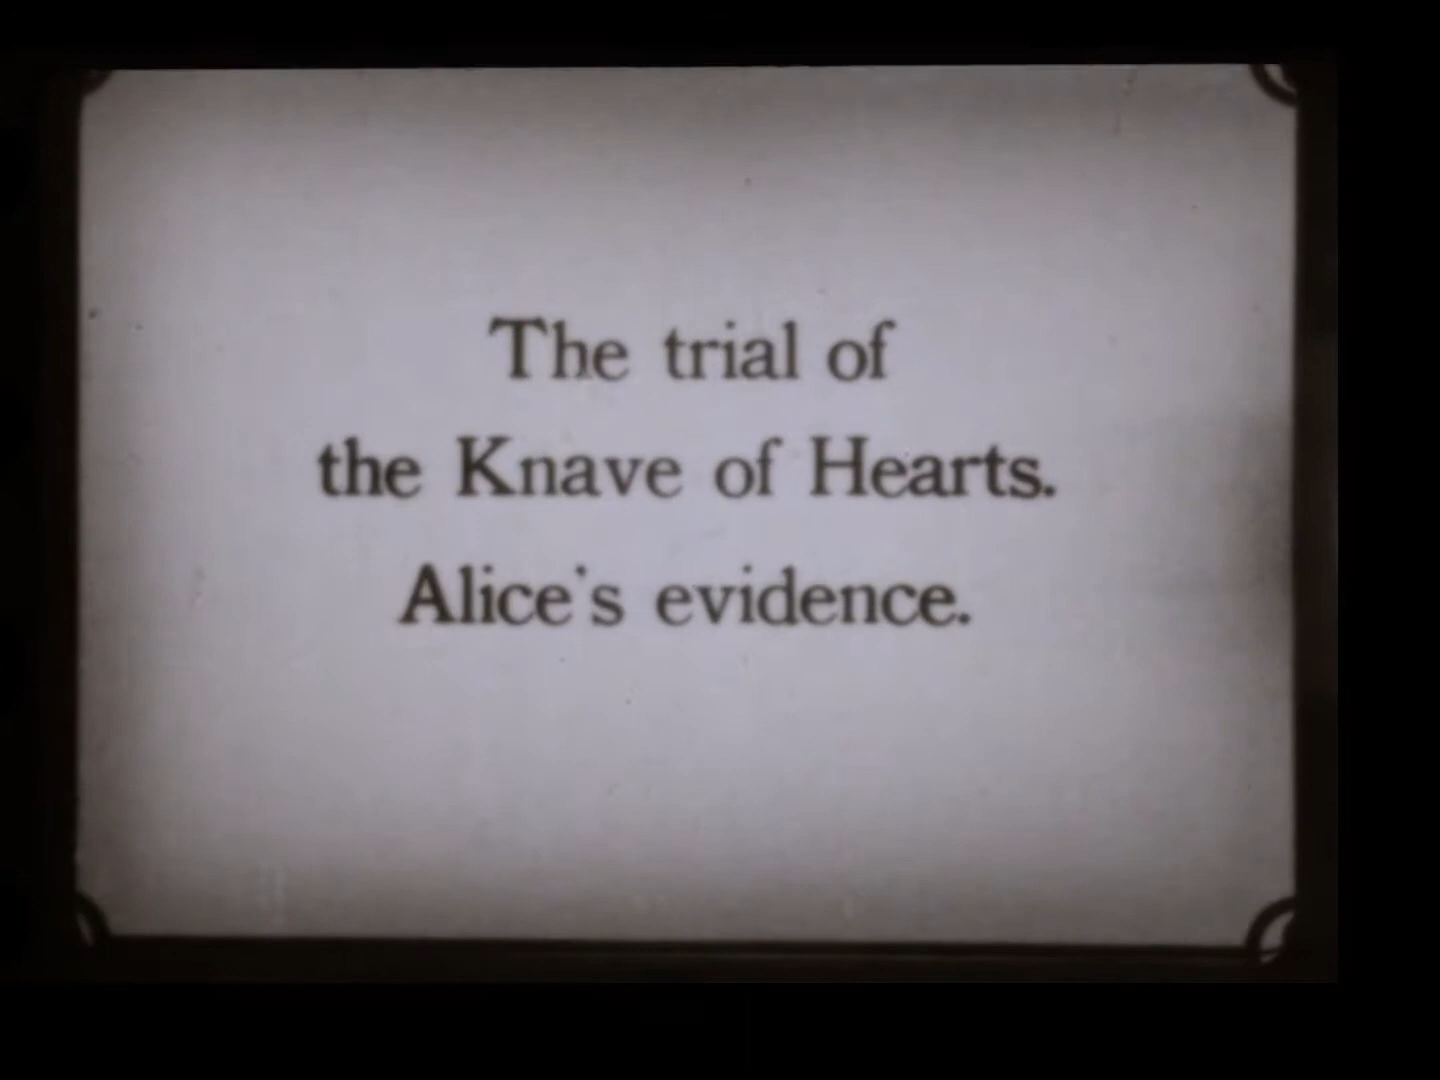 The trial of
the Knave of Hearts.
Alice's evidence.